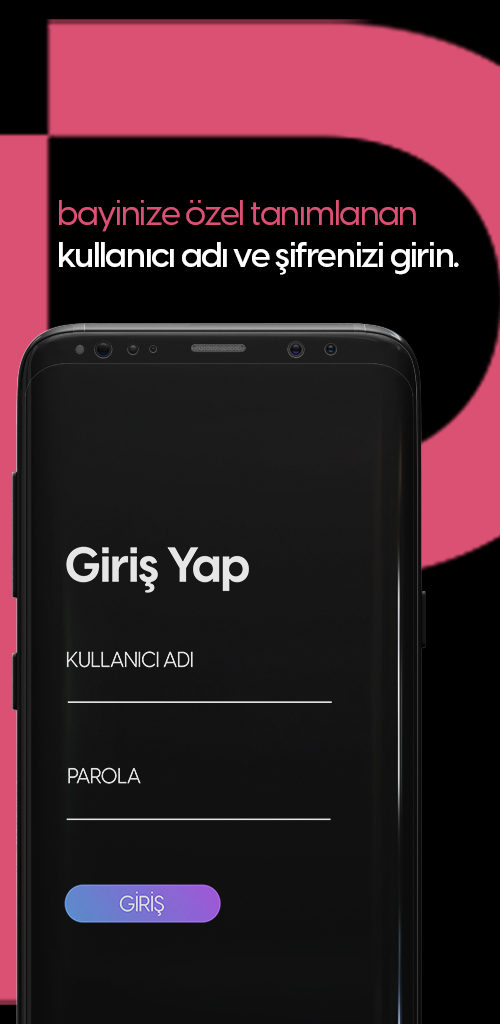 bayinize özel tanımlanan
kullanıcı adı ve şifrenizi girin.
Giriş Yap
KULLANICI ADI
PAROLA
GİRİŞ